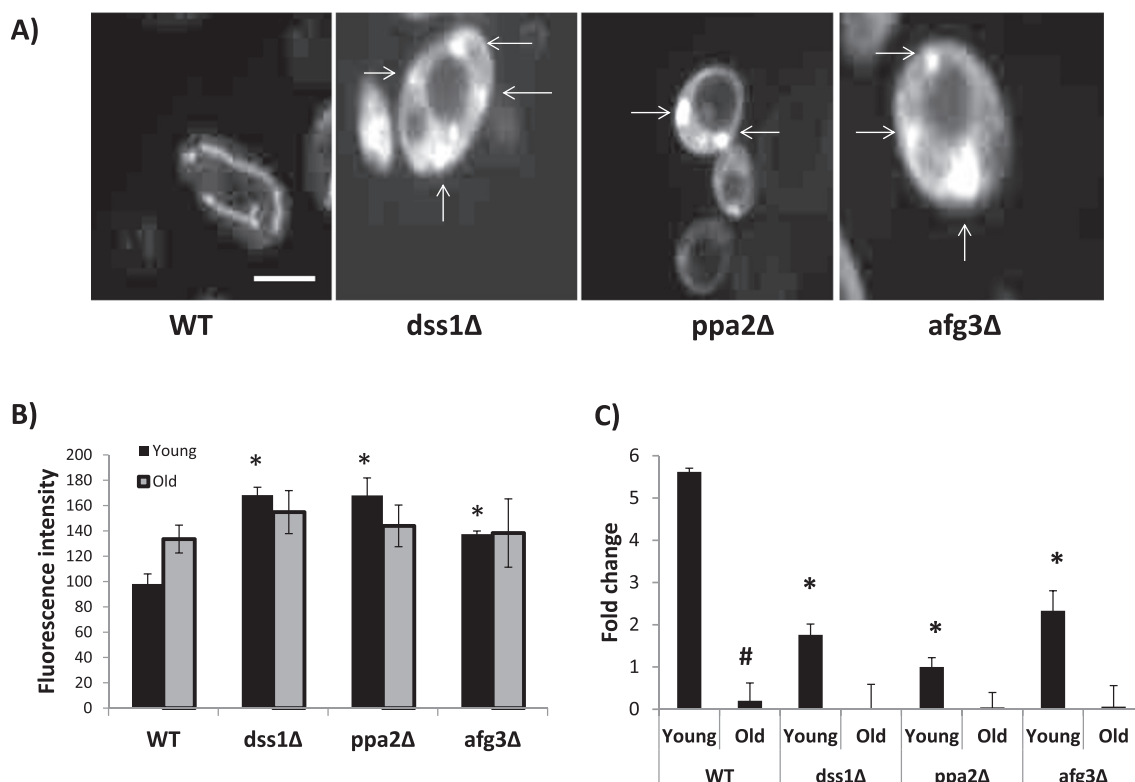 A)
WT dss1Δ ppa2Δ afg3Δ
B)
Fluorescence intensity
200
180
160
140
120
100
80
60
40
20
0
Young
Old
*
*
*
WT dss1Δ ppa2Δ afg3Δ
C)
Fold change
6
5
4
3
2
1
0
#
*
*
*
Young Old Young Old Young Old Young Old
WT dss1Δ ppa2Δ afg3Δ